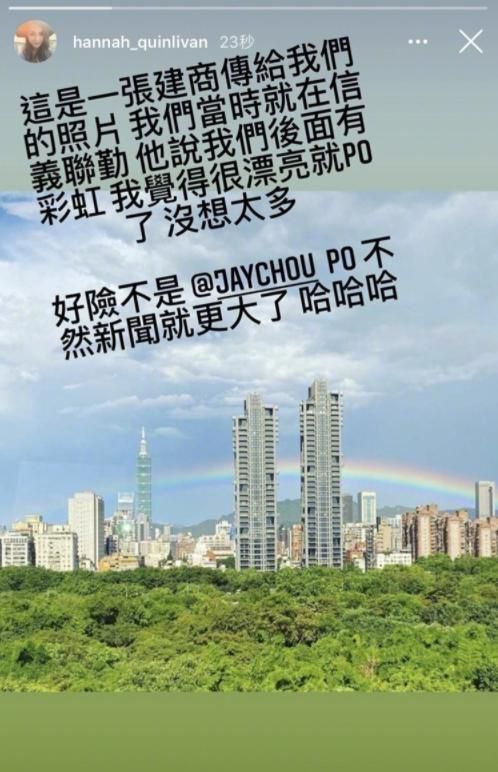 hannah_quinlivan 23秒
這是一張建商傳給我們
的照片 我們當時就在信
義聯勤 他說我們後面有
彩虹 我覺得很漂亮就PO
了 沒想太多
好險不是 @JAYCHOU PO 不
然新聞就更大了 哈哈哈